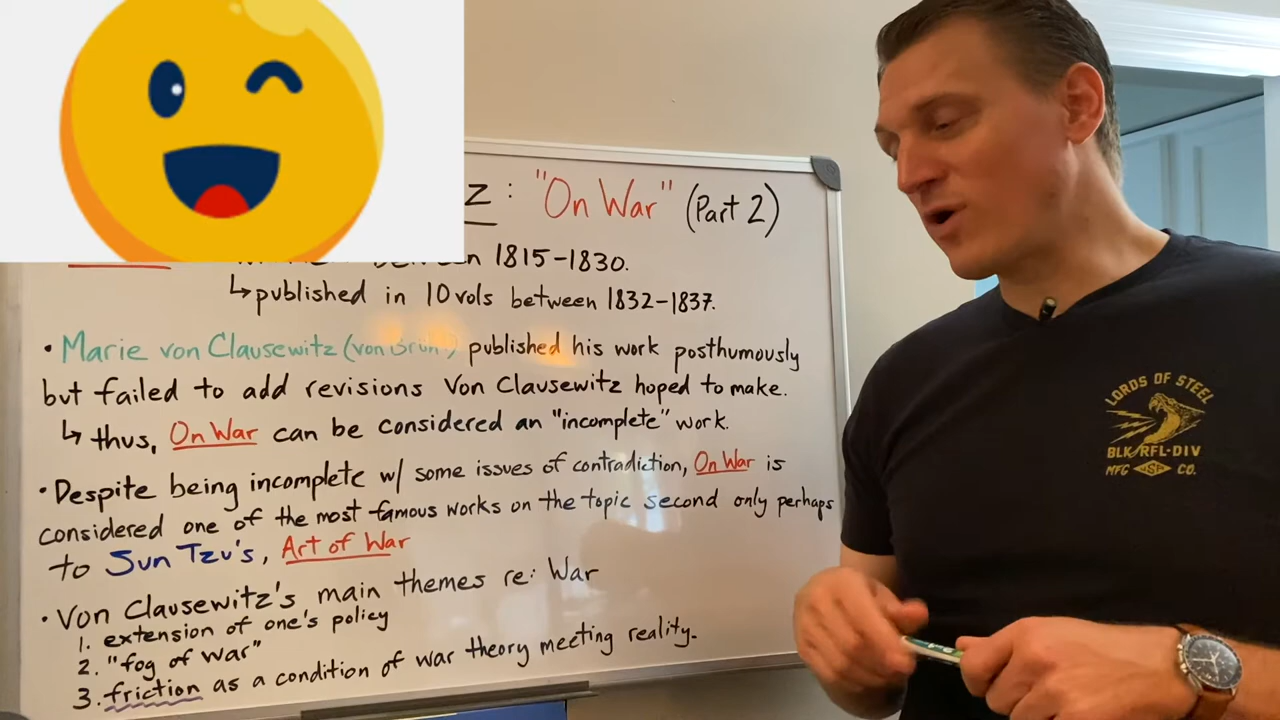 : "On War" (Part 2)
1815-1830.
↳ published in 10 vols between 1832-1837.
• Marie von Clausewitz (von published his work posthumously
but failed to add revisions Von Clausewitz hoped to make.
↳ thus, On War can be considered an "incomplete" work.
• Despite being incomplete w/ some issues of contradiction, On War is
considered one of the most famous works on the topic second only perhaps
to Sun Tzu's, Art of War
• Von Clausewitz's main themes re: War
1. extension of one's policy
2. "fog of war"
3. friction as a condition of war theory meeting reality.
LORDS OF STEEL
BLK/RFL-DIV
MFG CO.